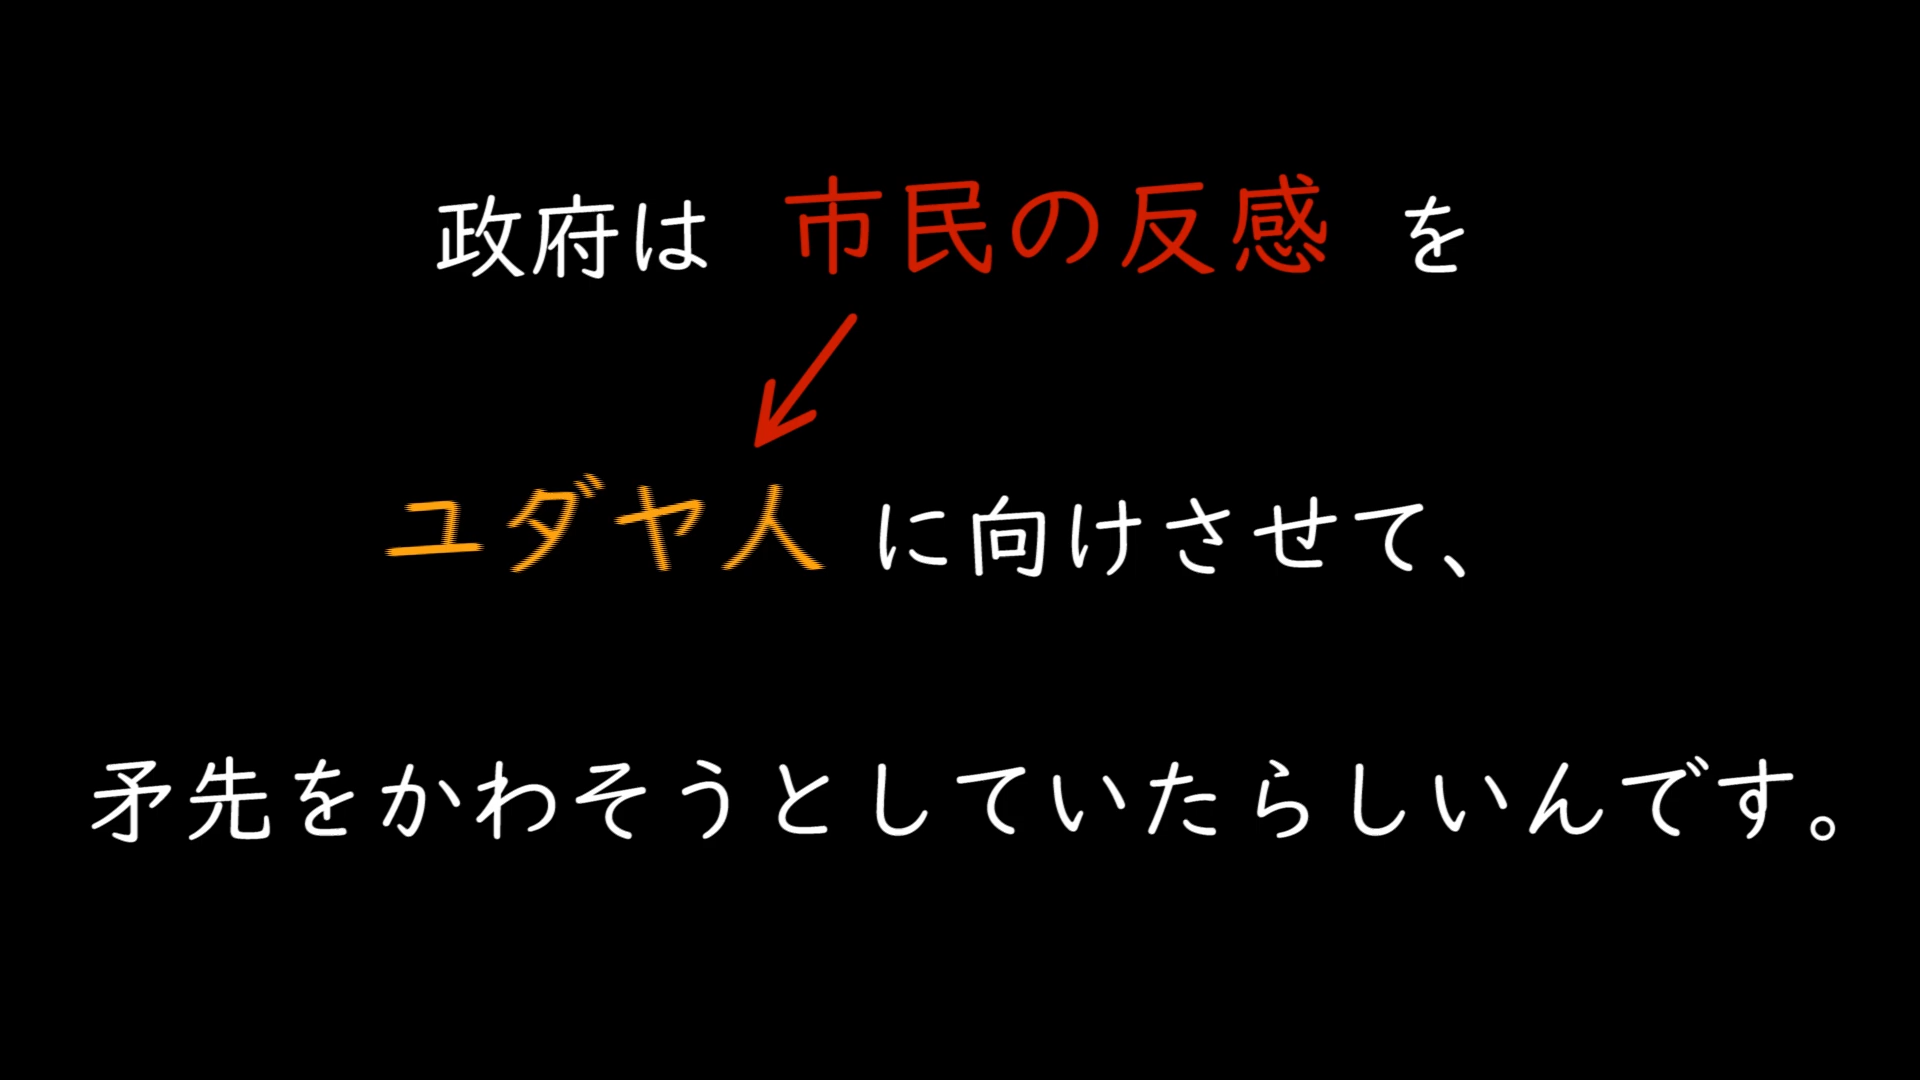 政府は 市民の反感 を
ユダヤ人 に向けさせて、
矛先をかわそうとしていたらしいんです。